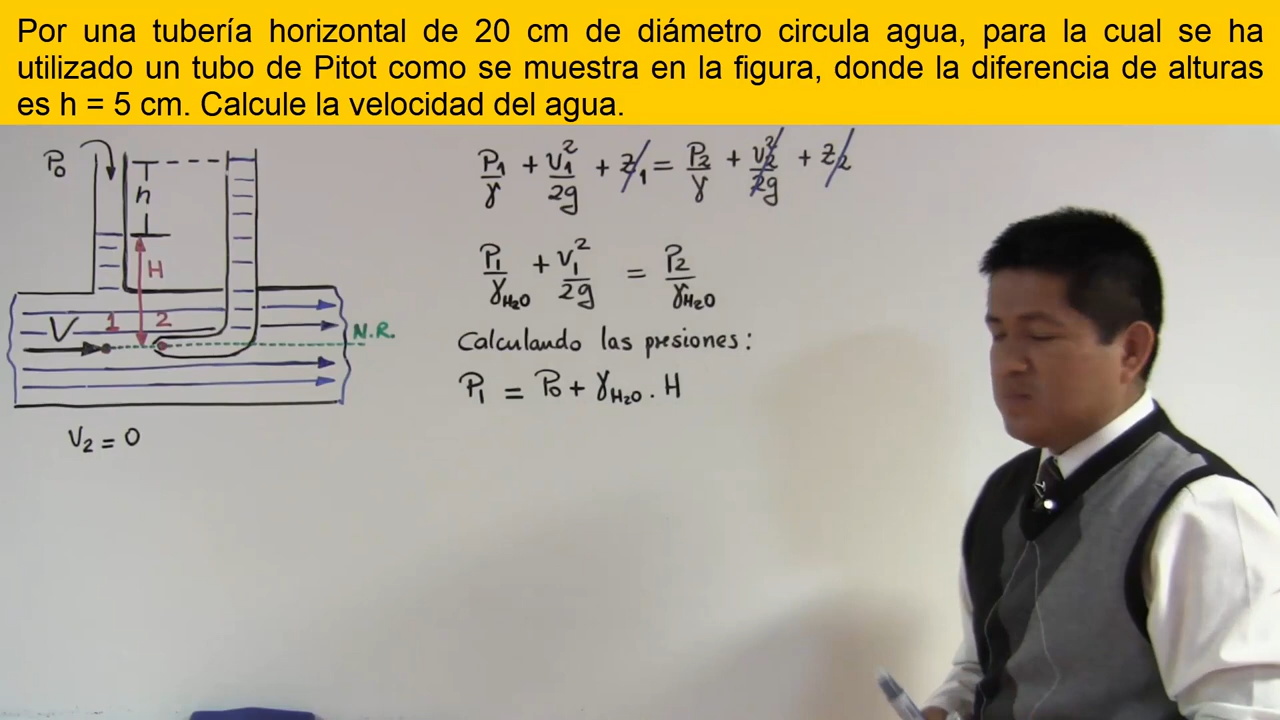 Por una tubería horizontal de 20 cm de diámetro circula agua, para la cual se ha
utilizado un tubo de Pitot como se muestra en la figura, donde la diferencia de alturas
es h = 5 cm. Calcule la velocidad del agua.
P₀
h
H
V 1 2 N.R.
V₂ = 0
P₁/γ + V₁²/2g + z₁ = P₂/γ + V₂²/2g + z₂
P₁/γH₂O + V₁²/2g = P₂/γH₂O
Calculando las presiones:
P₁ = P₀ + γH₂O . H